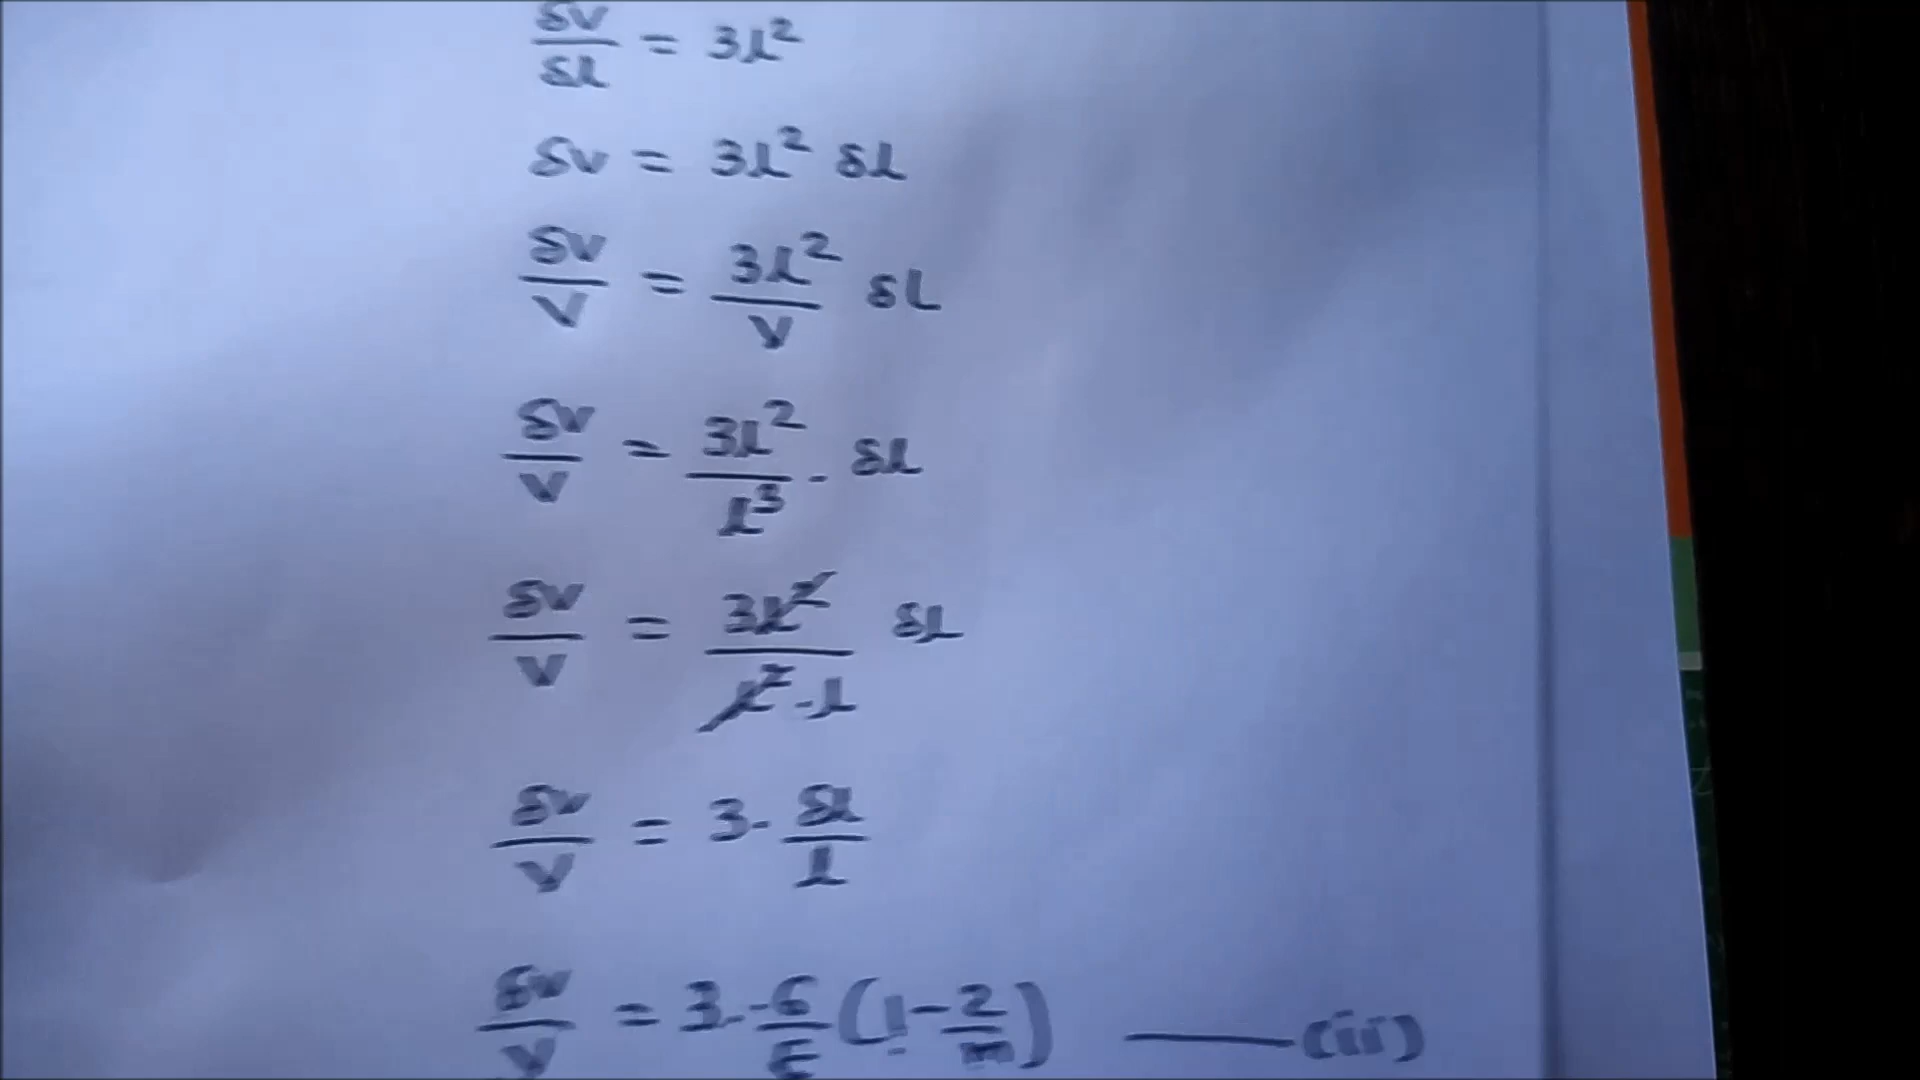 δv/δl = 3l²
δv = 3l² δl
δv/V = 3l²/V δl
δv/V = 3l²/l³ . δl
δv/V = 3l²/l².l δl
δv/V = 3. δl/l
δv/V = 3.σ/E (1-2/m) —— (ii)